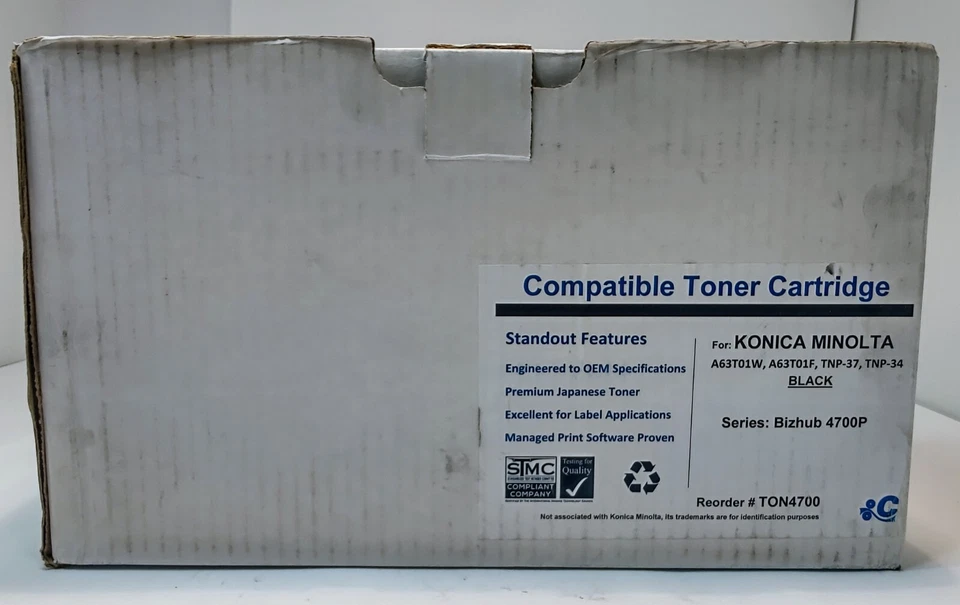 Compatible Toner Cartridge
Standout Features
Engineered to OEM Specifications
Premium Japanese Toner
Excellent for Label Applications
Managed Print Software Proven
For: KONICA MINOLTA
A63T01W, A63T01F, TNP-37, TNP-34
BLACK
Series: Bizhub 4700P
STMC
COMPLIANT
COMPANY
Testing for
Quality
Reorder # TON4700
C
Not associated with Konica Minolta, its trademarks are for identification purposes